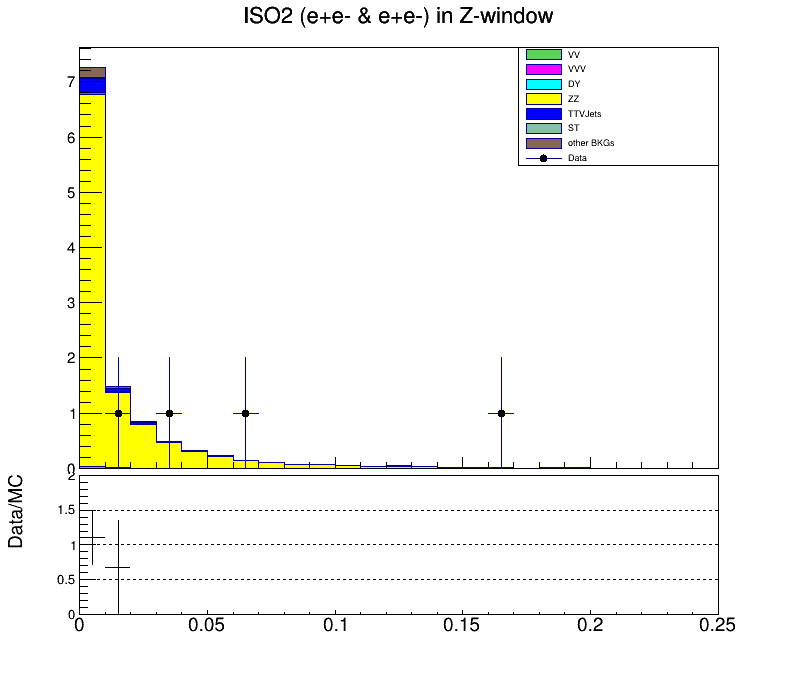 ISO2 (e+e- & e+e-) in Z-window
VV
VVV
DY
ZZ
TTVJets
ST
other BKGs
Data
7
6
5
4
3
2
1
0
Data/MC
2
1.5
1
0.5
0
0 0.05 0.1 0.15 0.2 0.25